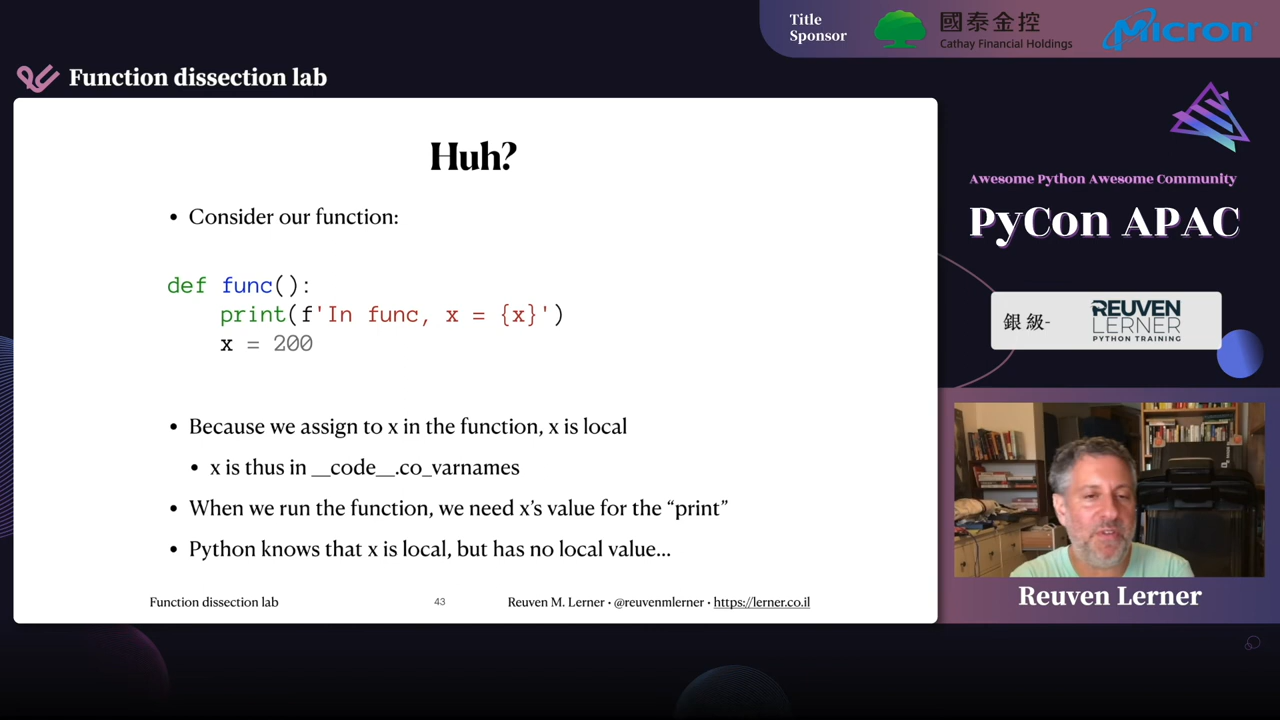 Title
Sponsor
國泰金控
Cathay Financial Holdings
Micron
Function dissection lab
Huh?
• Consider our function:
def func():
    print(f'In func, x = {x}')
    x = 200
• Because we assign to x in the function, x is local
• x is thus in __code__.co_varnames
• When we run the function, we need x's value for the “print”
• Python knows that x is local, but has no local value...
Function dissection lab
43
Reuven M. Lerner • @reuvenmlerner • https://lerner.co.il
Awesome Python Awesome Community
PyCon APAC
銀級-
REUVEN
LERNER
PYTHON TRAINING
Reuven Lerner